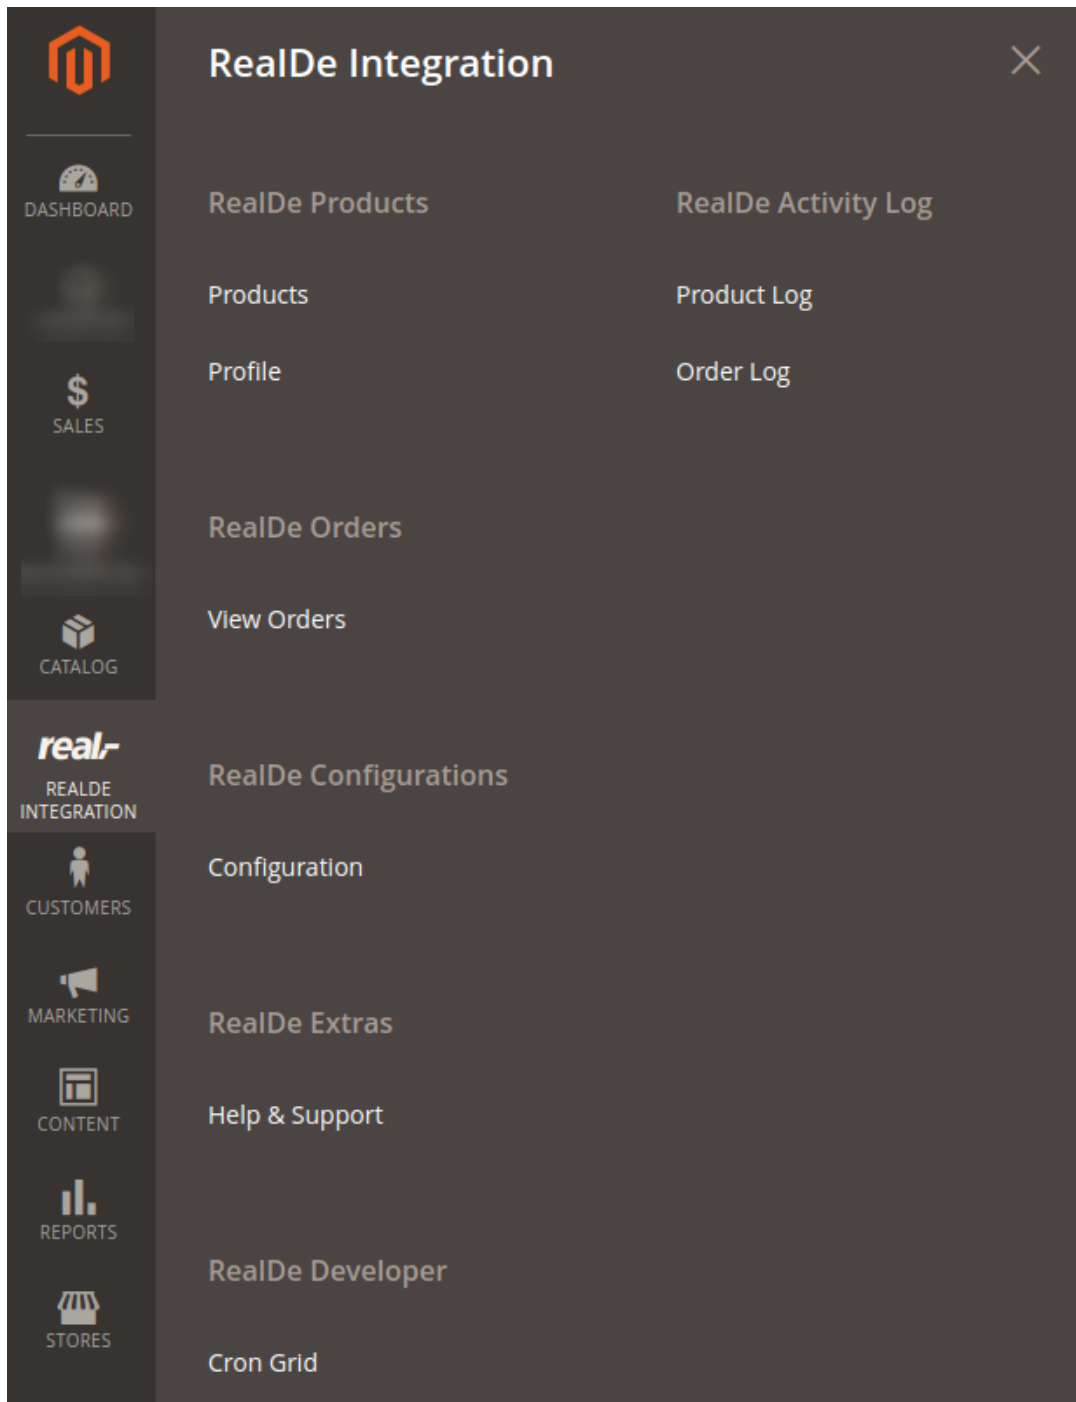 RealDe Integration
DASHBOARD
SALES
CATALOG
real,-
REALDE
INTEGRATION
CUSTOMERS
MARKETING
CONTENT
REPORTS
STORES
RealDe Products
Products
Profile
RealDe Orders
View Orders
RealDe Configurations
Configuration
RealDe Extras
Help & Support
RealDe Developer
Cron Grid
RealDe Activity Log
Product Log
Order Log